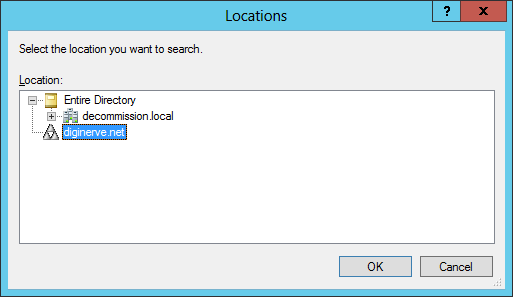 Locations
?
X
Select the location you want to search.
Location:
Entire Directory
decommission.local
diginerve.net
OK
Cancel